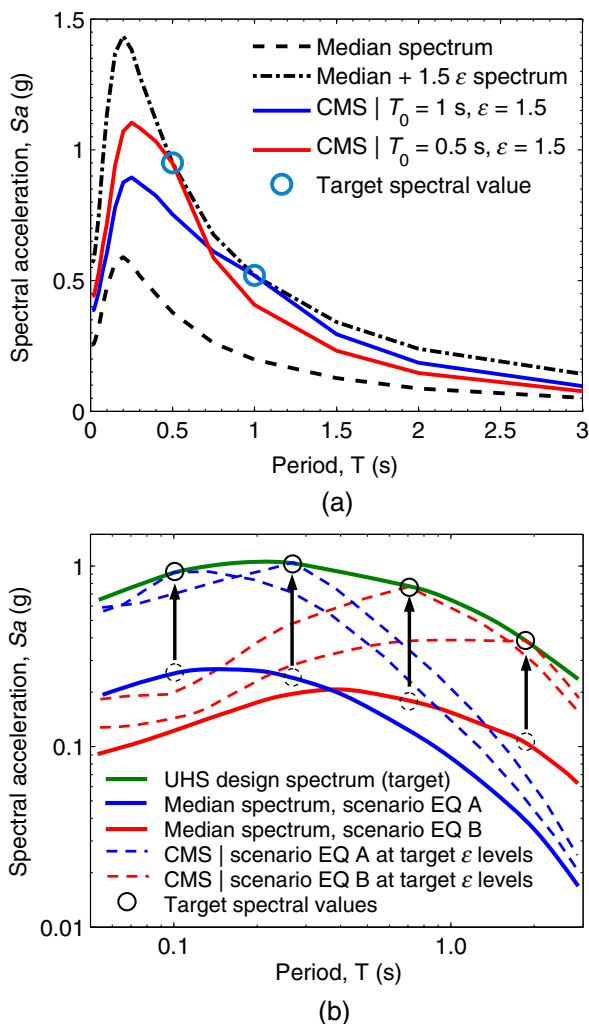 1.5
1
0.5
0
Spectral acceleration, Sa (g)
Median spectrum
Median + 1.5 ε spectrum
CMS | T₀ = 1 s, ε = 1.5
CMS | T₀ = 0.5 s, ε = 1.5
Target spectral value
0 0.5 1 1.5 2 2.5 3
Period, T (s)
(a)
1
0.1
0.01
Spectral acceleration, Sa (g)
UHS design spectrum (target)
Median spectrum, scenario EQ A
Median spectrum, scenario EQ B
CMS | scenario EQ A at target ε levels
CMS | scenario EQ B at target ε levels
Target spectral values
0.1 1.0
Period, T (s)
(b)